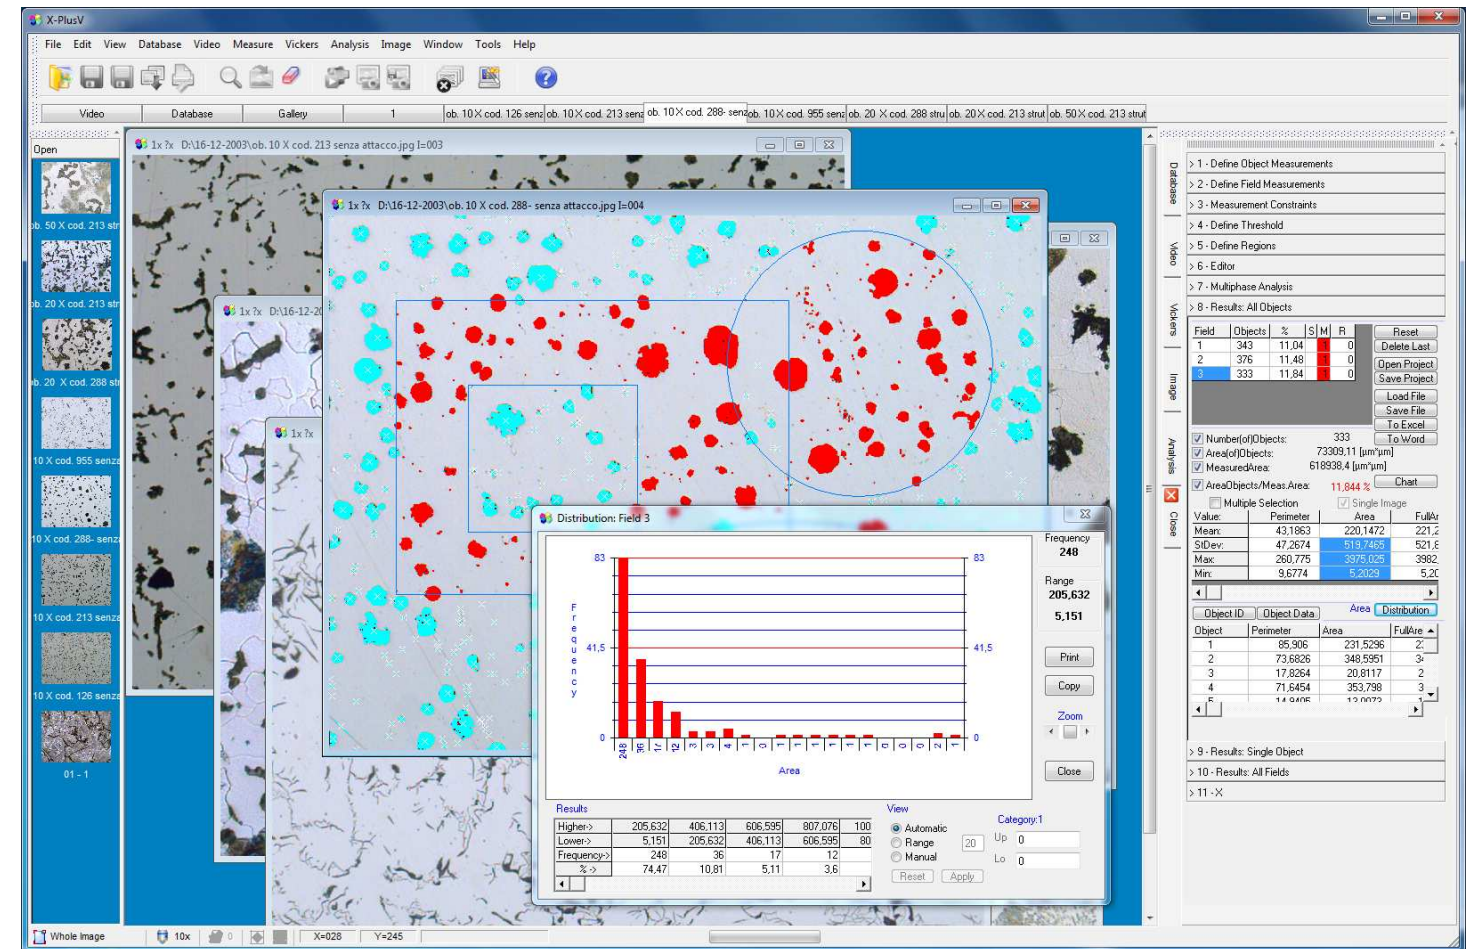 X-PlusV
File Edit View Database Video Measure Vickers Analysis Image Window Tools Help
Video Database Gallery 1 ob. 10X cod. 126 senz ob. 10X cod. 213 senz ob. 10X cod. 288- senz ob. 10X cod. 955 senz ob. 20 X cod. 288 stru ob. 20X cod. 213 strut ob. 50X cod. 213 strut
Open
ob. 50 X cod. 213 str
ob. 20 X cod. 213 str
ob. 20 X cod. 288 str
10 X cod. 955 senza
10 X cod. 288- senz
10 X cod. 213 senza
10 X cod. 126 senza
01 - 1
1x ?x D:\16-12-2003\ob. 10 X cod. 213 senza attacco.jpg I=003
1x ?x D:\16-12-2003\ob. 10 X cod. 288- senza attacco.jpg I=004
1x ?x D:\16-12-20
1x ?x
Distribution: Field 3
83 83
41,5 41,5
0 0
Frequency
248 36 17 12 3 3 4 1 0 1 1 1 1 1 0 0 0 2 1
Area
Frequency
248
Range
205,632
5,151
Print
Copy
Zoom
Close
Results
Higher-> 205,632 406,113 606,595 807,076 100
Lower-> 5,151 205,632 406,113 606,595 80
Frequency-> 248 36 17 12
% -> 74,47 10,81 5,11 3,6
View
Automatic
Range 20
Manual
Reset Apply
Category:1
Up 0
Lo 0
Database
Video
Vickers
Image
Analysis
Close
> 1 - Define Object Measurements
> 2 - Define Field Measurements
> 3 - Measurement Constraints
> 4 - Define Threshold
> 5 - Define Regions
> 6 - Editor
> 7 - Multiphase Analysis
> 8 - Results: All Objects
Field Objects % S M R
1 343 11,04 1 0
2 376 11,48 1 0
3 333 11,84 1 0
Reset
Delete Last
Open Project
Save Project
Load File
Save File
To Excel
To Word
Number(of)Objects: 333
Area(of)Objects: 73309,11 [µm*µm]
MeasuredArea: 618938,4 [µm*µm]
AreaObjects/Meas.Area: 11,844 % Chart
Multiple Selection Single Image
Value: Perimeter Area FullAr
Mean: 43,1863 220,1472 221,2
StDev: 47,2674 519,7465 521,8
Max: 260,775 3975,025 3982,
Min: 9,6774 5,2029 5,20
Object ID Object Data Area Distribution
Object Perimeter Area FullAre
1 85,906 231,5296
2 73,6826 348,5951
3 17,8264 20,8117 2
4 71,6454 353,798 3
> 9 - Results: Single Object
> 10 - Results: All Fields
> 11 - X
Whole Image 10x 0 X=028 Y=245